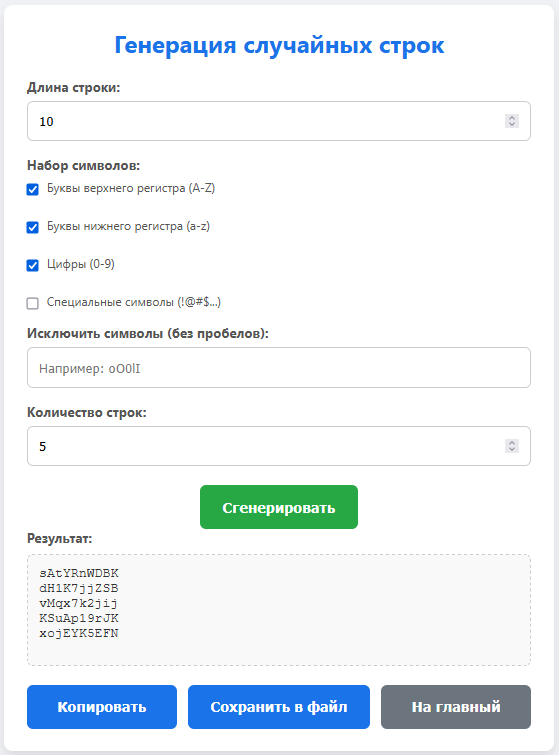 Генерация случайных строк
Длина строки:
10
Набор символов:
Буквы верхнего регистра (A-Z)
Буквы нижнего регистра (a-z)
Цифры (0-9)
Специальные символы (!@#$...)
Исключить символы (без пробелов):
Например: oO0lI
Количество строк:
5
Сгенерировать
Результат:
sAtYRnWDBK
dH1K7jjZSB
vMqx7k2jij
KSuAp19rJK
xojEYK5EFN
Копировать
Сохранить в файл
На главный